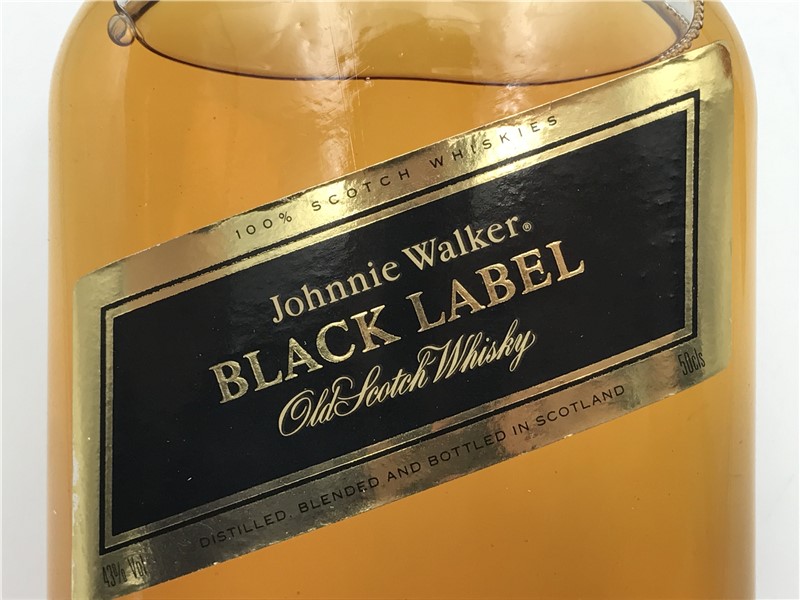 100% SCOTCH WHISKIES
Johnnie Walker®
BLACK LABEL
Old Scotch Whisky
50cls
DISTILLED, BLENDED AND BOTTLED IN SCOTLAND
43% Vol